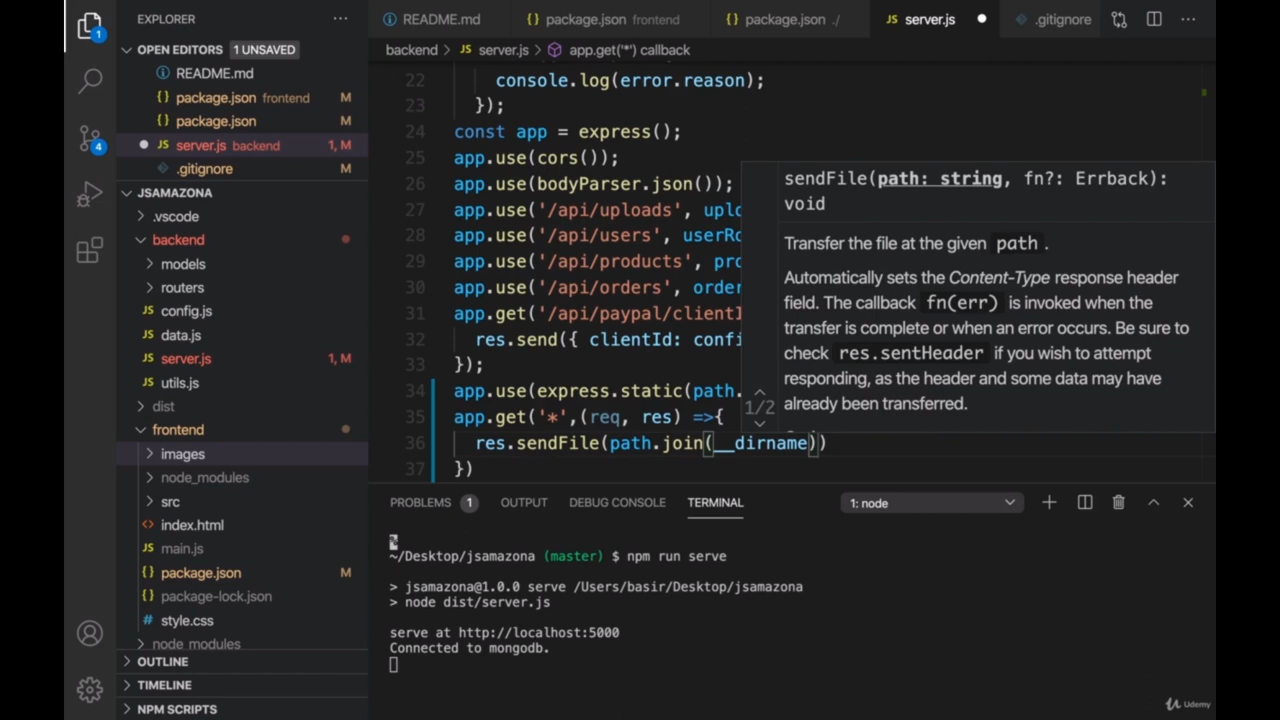 EXPLORER
README.md
package.json frontend
package.json ./
server.js
.gitignore
OPEN EDITORS 1 UNSAVED
backend > JS server.js > app.get('*') callback
README.md
package.json frontend M
package.json M
JS server.js backend 1, M
.gitignore M
JSAMAZONA
.vscode
backend
models
routers
JS config.js
JS data.js
JS server.js 1, M
JS utils.js
dist
frontend
images
node_modules
src
index.html
JS main.js
package.json M
package-lock.json
# style.css
node modules
OUTLINE
TIMELINE
NPM SCRIPTS
1
4
22 console.log(error.reason);
23 });
24 const app = express();
25 app.use(cors());
26 app.use(bodyParser.json());
27 app.use('/api/uploads', uplo
28 app.use('/api/users', userRo
29 app.use('/api/products', pro
30 app.use('/api/orders', order
31 app.get('/api/paypal/clientI
32 res.send({ clientId: confi
33 });
34 app.use(express.static(path.
35 app.get('*',(req, res) =>{
36 res.sendFile(path.join(__dirname))
37 })
1/2
sendFile(path: string, fn?: Errback):
void
Transfer the file at the given path .
Automatically sets the Content-Type response header
field. The callback fn(err) is invoked when the
transfer is complete or when an error occurs. Be sure to
check res.sentHeader if you wish to attempt
responding, as the header and some data may have
already been transferred.
PROBLEMS 1 OUTPUT DEBUG CONSOLE TERMINAL 1: node
%
~/Desktop/jsamazona (master) $ npm run serve
> jsamazona@1.0.0 serve /Users/basir/Desktop/jsamazona
> node dist/server.js
serve at http://localhost:5000
Connected to mongodb.
Udemy